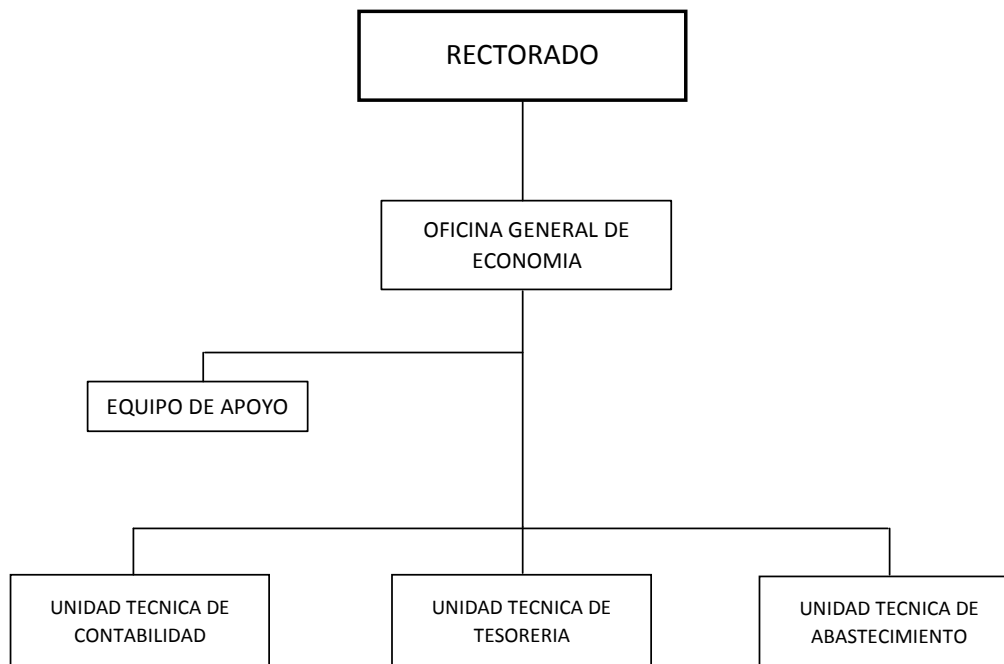 RECTORADO
OFICINA GENERAL DE
ECONOMIA
EQUIPO DE APOYO
UNIDAD TECNICA DE
CONTABILIDAD
UNIDAD TECNICA DE
TESORERIA
UNIDAD TECNICA DE
ABASTECIMIENTO